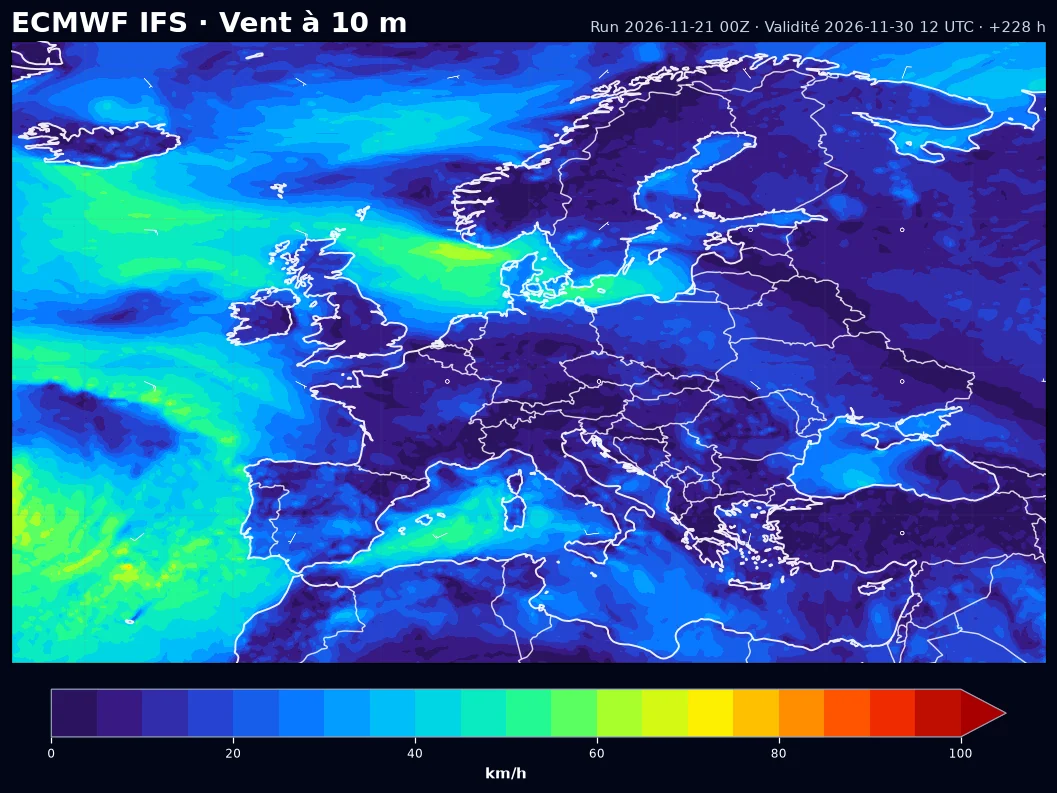 ECMWF IFS · Vent à 10 m
Run 2026-11-21 00Z · Validité 2026-11-30 12 UTC · +228 h
0 20 40 60 80 100
km/h